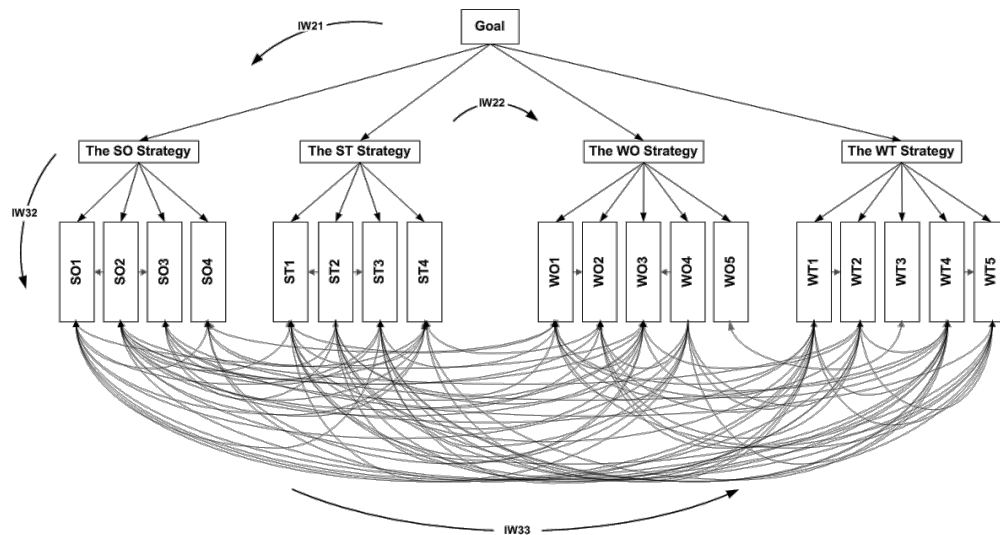 Goal
IW21
IW22
The SO Strategy
The ST Strategy
The WO Strategy
The WT Strategy
IW32
SO1
SO2
SO3
SO4
ST1
ST2
ST3
ST4
WO1
WO2
WO3
WO4
WO5
WT1
WT2
WT3
WT4
WT5
IW33